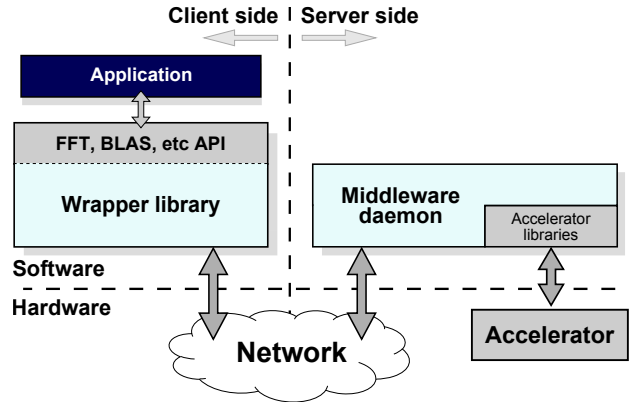 Client side
Server side
Application
FFT, BLAS, etc API
Wrapper library
Middleware
daemon
Accelerator
libraries
Software
Hardware
Network
Accelerator